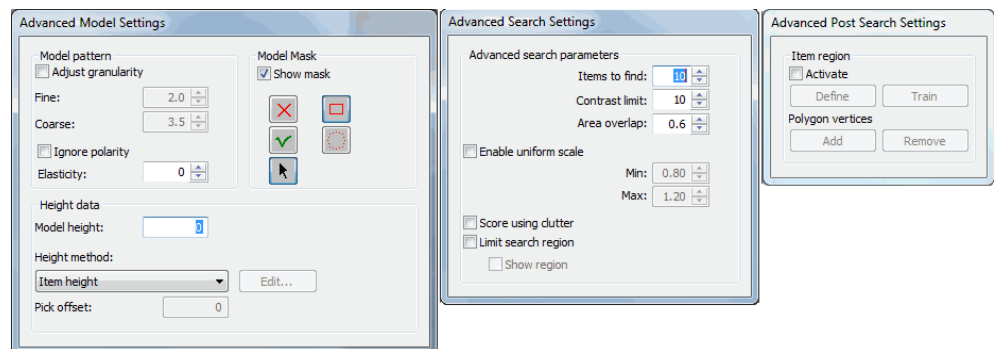 Advanced Model Settings
Model pattern
Adjust granularity
Fine: 2.0
Coarse: 3.5
Ignore polarity
Elasticity: 0
Model Mask
Show mask
Height data
Model height: 0
Height method:
Item height Edit...
Pick offset: 0
Advanced Search Settings
Advanced search parameters
Items to find: 10
Contrast limit: 10
Area overlap: 0.6
Enable uniform scale
Min: 0.80
Max: 1.20
Score using clutter
Limit search region
Show region
Advanced Post Search Settings
Item region
Activate
Define Train
Polygon vertices
Add Remove